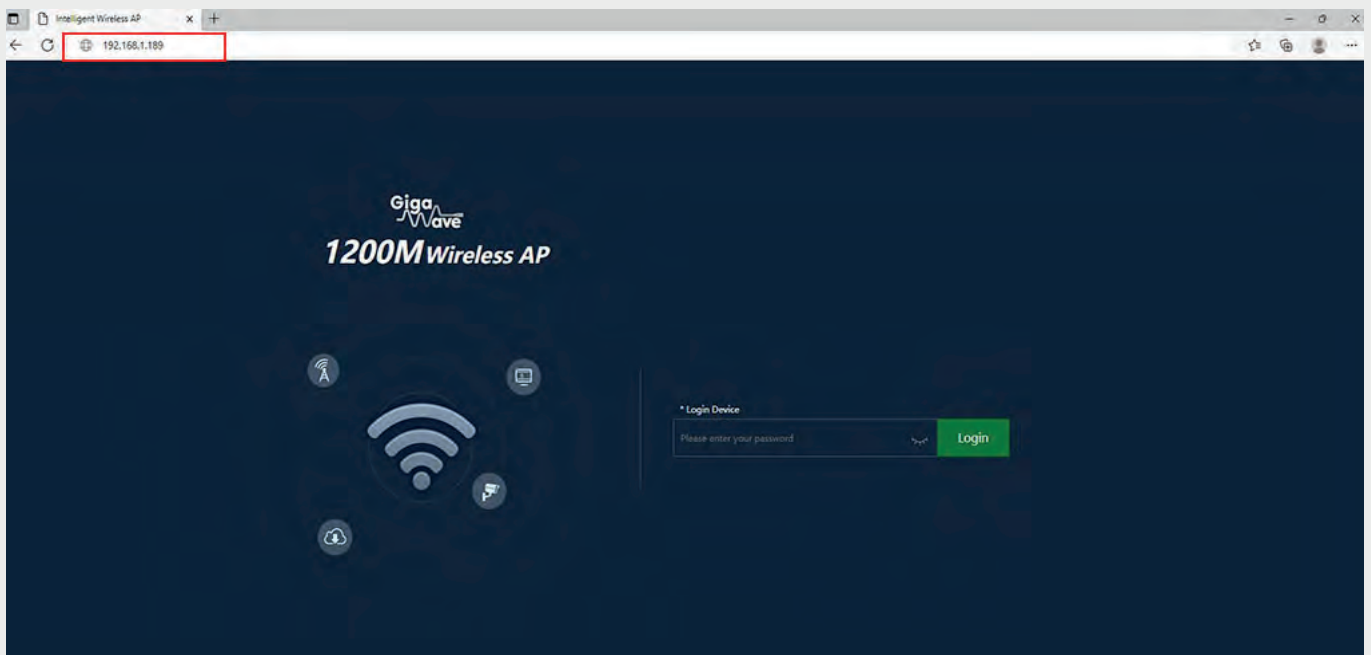 Intelligent Wireless AP
192.168.1.189
Giga
Wave
1200M Wireless AP
* Login Device
Please enter your password
Login